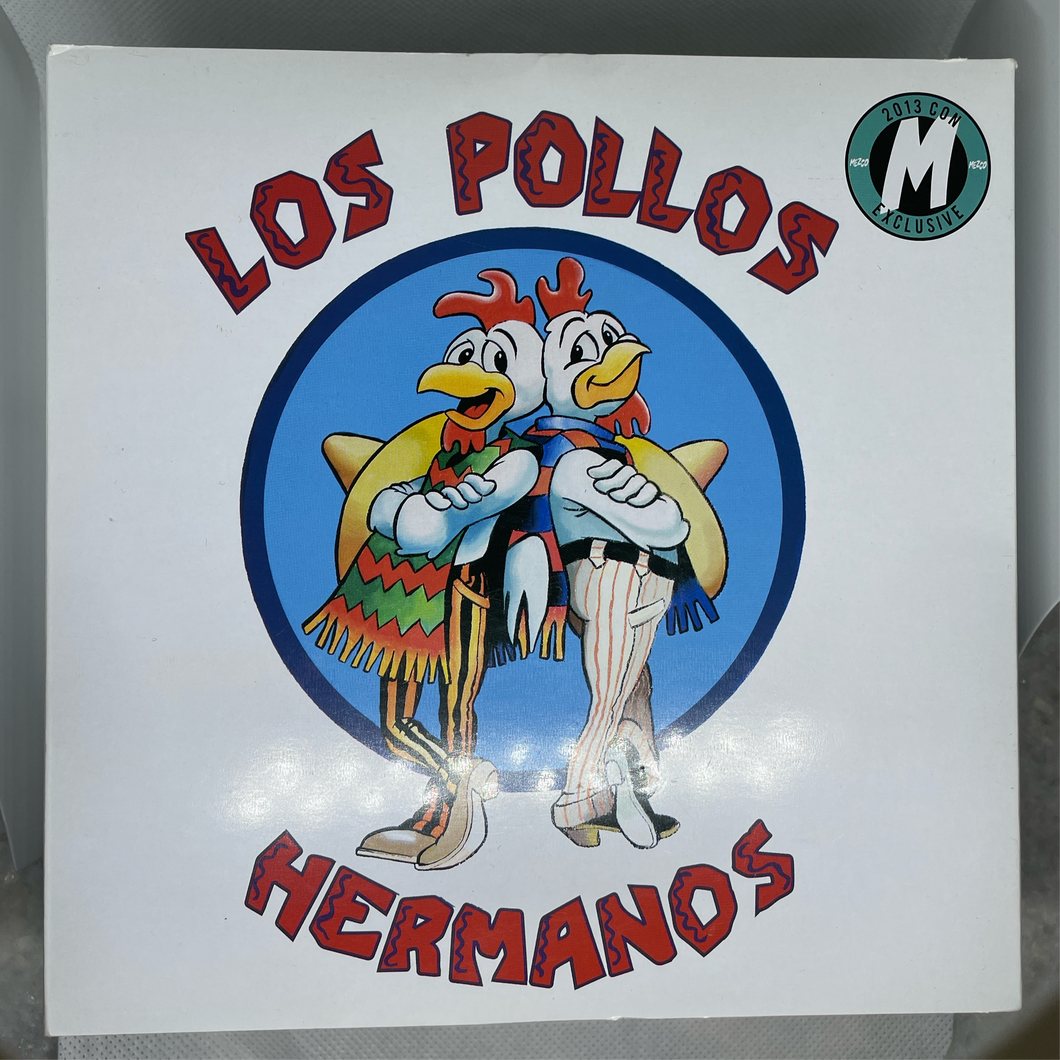 LOS POLLOS
2013 CON
M
MEZCO MEZCO
EXCLUSIVE
HERMANOS